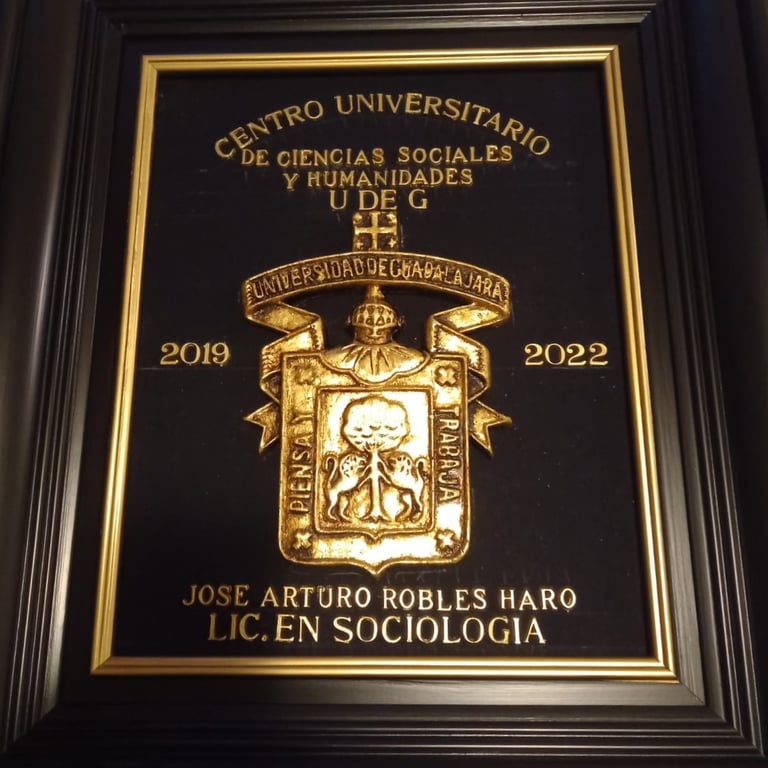 CENTRO UNIVERSITARIO
DE CIENCIAS SOCIALES
Y HUMANIDADES
U DE G
UNIVERSIDAD DE GUADALAJARA
2019
2022
PIENSA Y
TRABAJA
JOSE ARTURO ROBLES HARO
LIC. EN SOCIOLOGIA